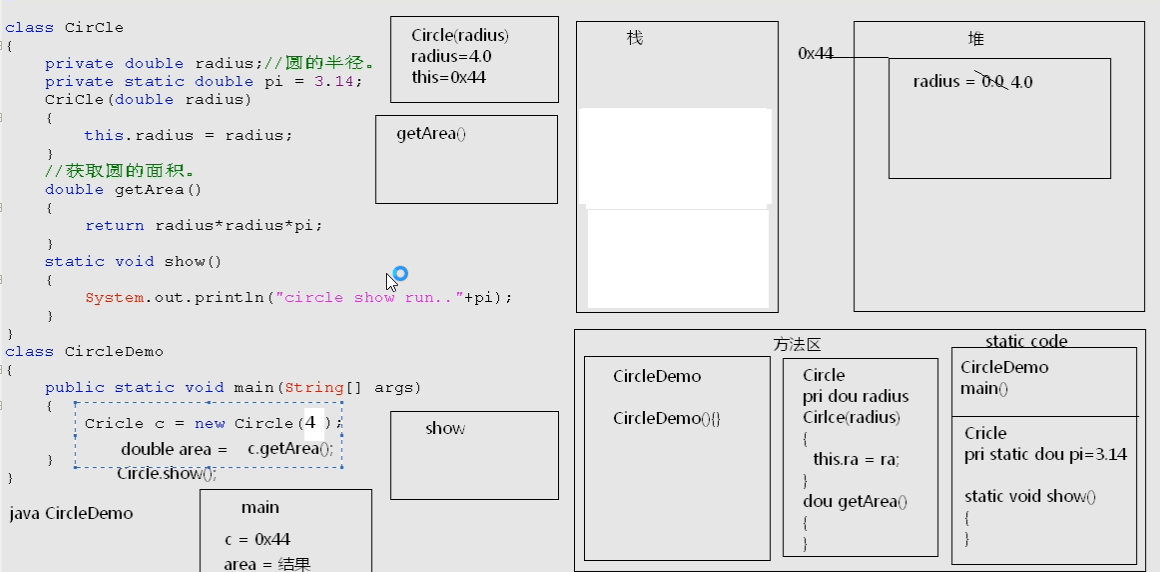 class CirCle
{
private double radius;//圆的半径。
private static double pi = 3.14;
CriCle(double radius)
{
this.radius = radius;
}
//获取圆的面积。
double getArea()
{
return radius*radius*pi;
}
static void show()
{
System.out.println("circle show run.."+pi);
}
}
class CircleDemo
{
public static void main(String[] args)
{
Cricle c = new Circle(4 );
double area = c.getArea();
}
Circle.show();
}
java CircleDemo
main
c = 0x44
area = 结果
Circle(radius)
radius=4.0
this=0x44
getArea()
show
栈
堆
0x44
radius = 0.0 4.0
方法区
CircleDemo
CircleDemo(){}
Circle
pri dou radius
Cirlce(radius)
{
this.ra = ra;
}
dou getArea()
{
}
static code
CircleDemo
main()
Cricle
pri static dou pi=3.14
static void show()
{
}